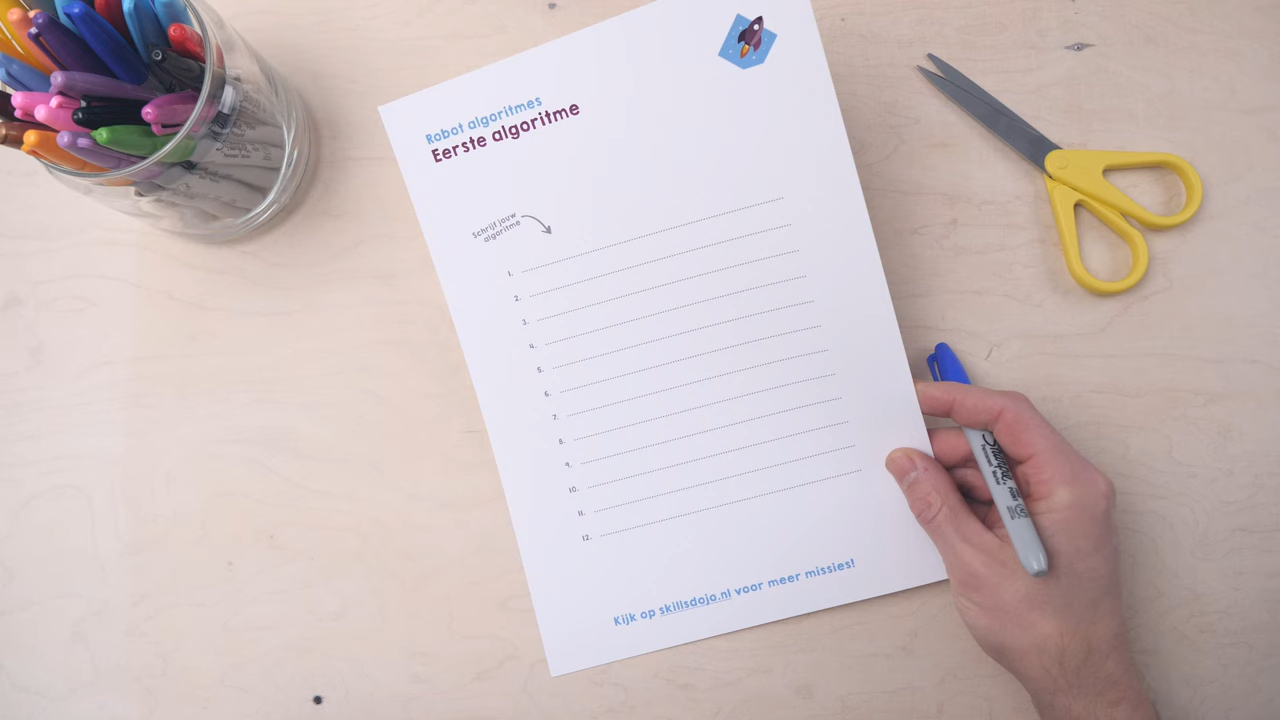 Robot algoritmes
Eerste algoritme
Schrijf jouw
algoritme
1.
2.
3.
4.
5.
6.
7.
8.
9.
10.
11.
12.
Kijk op skillsdojo.nl voor meer missies!
Sharpie